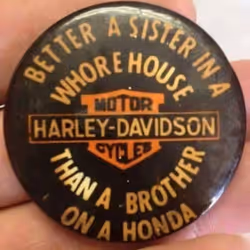 BETTER A SISTER IN A
WHOREHOUSE
MOTOR
HARLEY-DAVIDSON
CYCLES
THAN A BROTHER
ON A HONDA